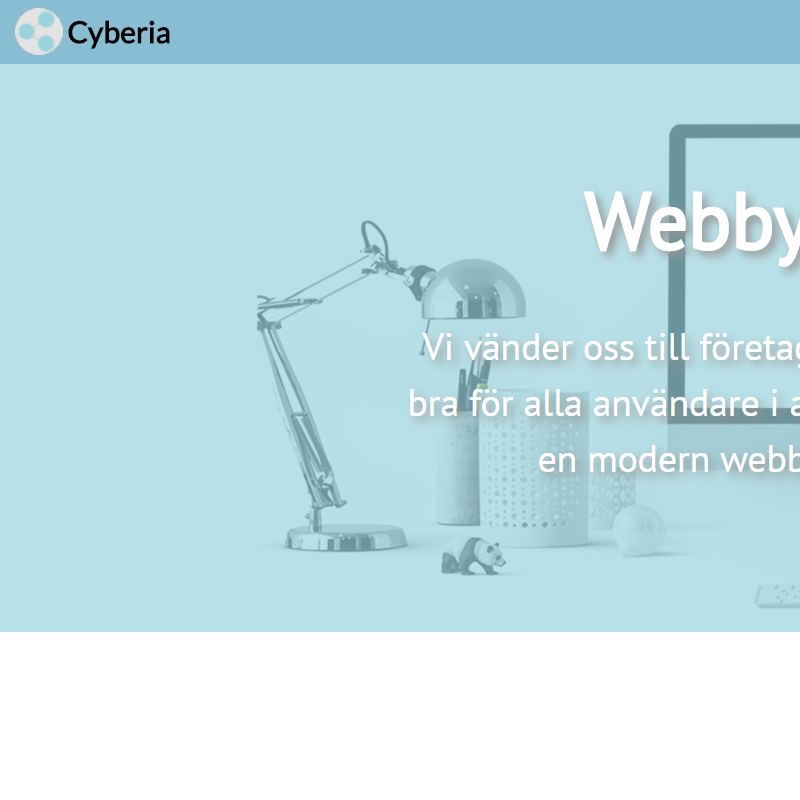 Cyberia
Webby
Vi vänder oss till företag
bra för alla användare i a
en modern webb